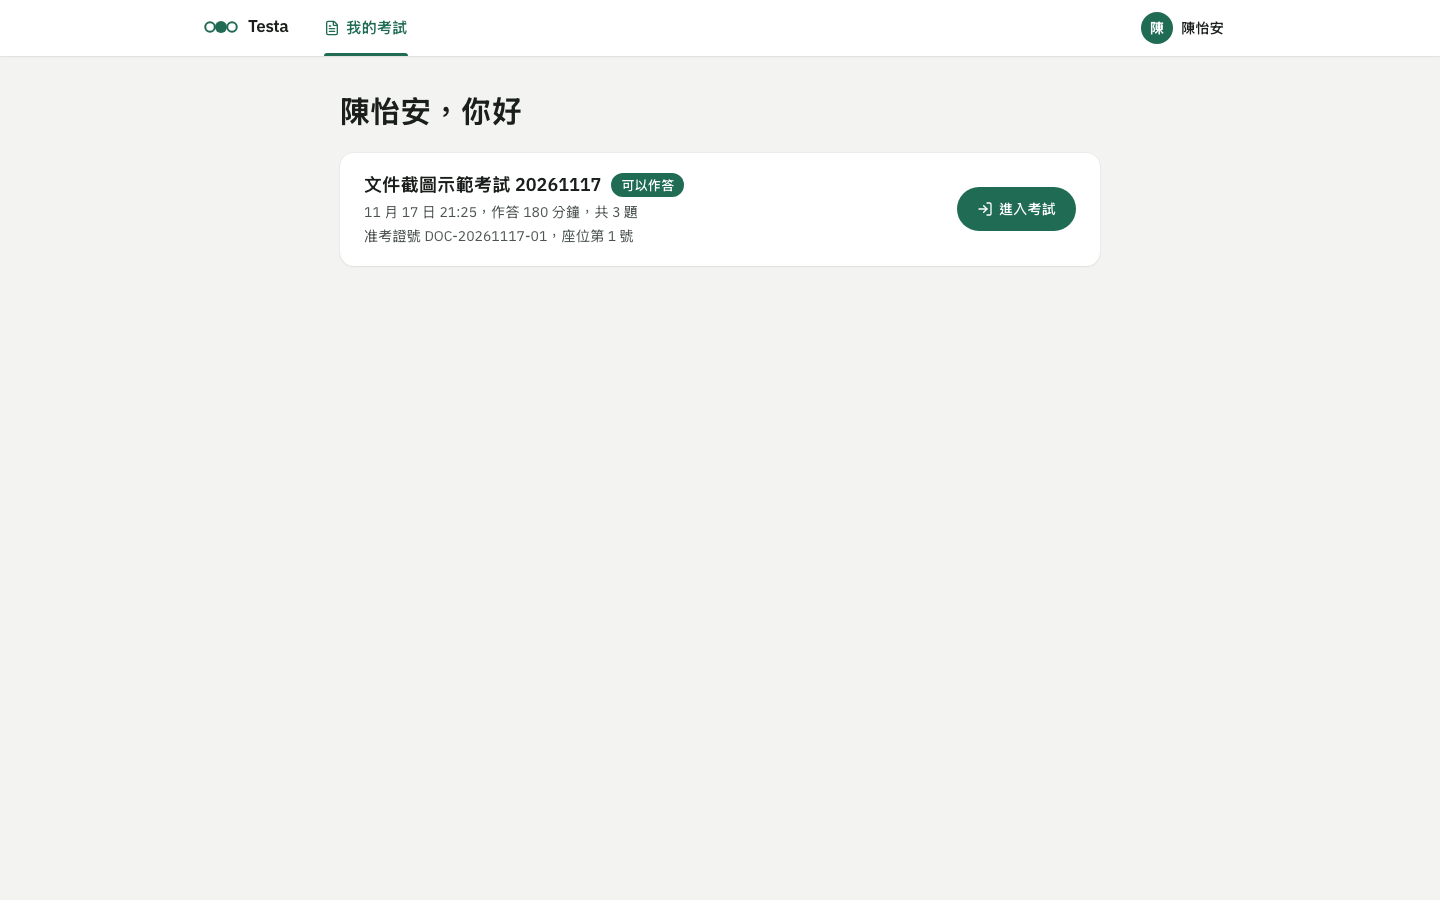 Testa
我的考試
陳
陳怡安
陳怡安，你好
文件截圖示範考試 20261117
可以作答
11 月 17 日 21:25，作答 180 分鐘，共 3 題
准考證號 DOC-20261117-01，座位第 1 號
進入考試